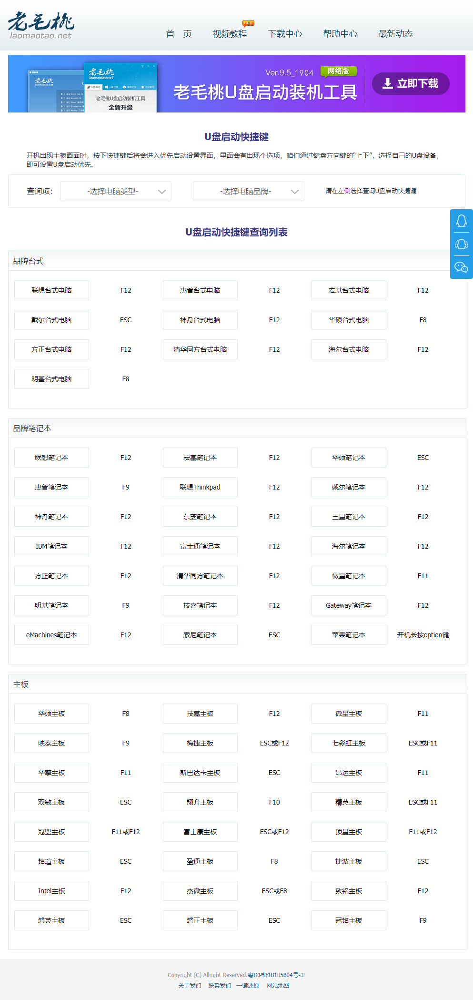 老毛桃
laomaotao.net
首 页
视频教程
NEW
下载中心
帮助中心
最新动态
老毛桃
laomaotao.net
老毛桃
laomaotao.net
U盘启动
老毛桃U盘启动装机工具
全新升级
Ver.9.5_1904
网络版
老毛桃U盘启动装机工具
立即下载
U盘启动快捷键
开机出现主板画面时，按下快捷键后将会进入优先启动设置界面，里面会有出现个选项，咱们通过键盘方向键的“上下”，选择自己的U盘设备，
即可设置U盘启动优先。
查询项： -选择电脑类型- -选择电脑品牌- 请在左侧选择查询U盘启动快捷键
U盘启动快捷键查询列表
品牌台式
联想台式电脑 F12 惠普台式电脑 F12 宏基台式电脑 F12
戴尔台式电脑 ESC 神舟台式电脑 F12 华硕台式电脑 F8
方正台式电脑 F12 清华同方台式电脑 F12 海尔台式电脑 F12
明基台式电脑 F8
品牌笔记本
联想笔记本 F12 宏基笔记本 F12 华硕笔记本 ESC
惠普笔记本 F9 联想Thinkpad F12 戴尔笔记本 F12
神舟笔记本 F12 东芝笔记本 F12 三星笔记本 F12
IBM笔记本 F12 富士通笔记本 F12 海尔笔记本 F12
方正笔记本 F12 清华同方笔记本 F12 微星笔记本 F11
明基笔记本 F9 技嘉笔记本 F12 Gateway笔记本 F12
eMachines笔记本 F12 索尼笔记本 ESC 苹果笔记本 开机长按option键
主板
华硕主板 F8 技嘉主板 F12 微星主板 F11
映泰主板 F9 梅捷主板 ESC或F12 七彩虹主板 ESC或F11
华擎主板 F11 斯巴达卡主板 ESC 昂达主板 F11
双敏主板 ESC 翔升主板 F10 精英主板 ESC或F11
冠盟主板 F11或F12 富士康主板 ESC或F12 顶星主板 F11或F12
铭瑄主板 ESC 盈通主板 F8 捷波主板 ESC
Intel主板 F12 杰微主板 ESC或F8 致铭主板 F12
磐英主板 ESC 磐正主板 ESC 冠铭主板 F9
Copyright (C) Allright Reserved.粤ICP备18105804号-3
关于我们 联系我们 一键还原 网站地图